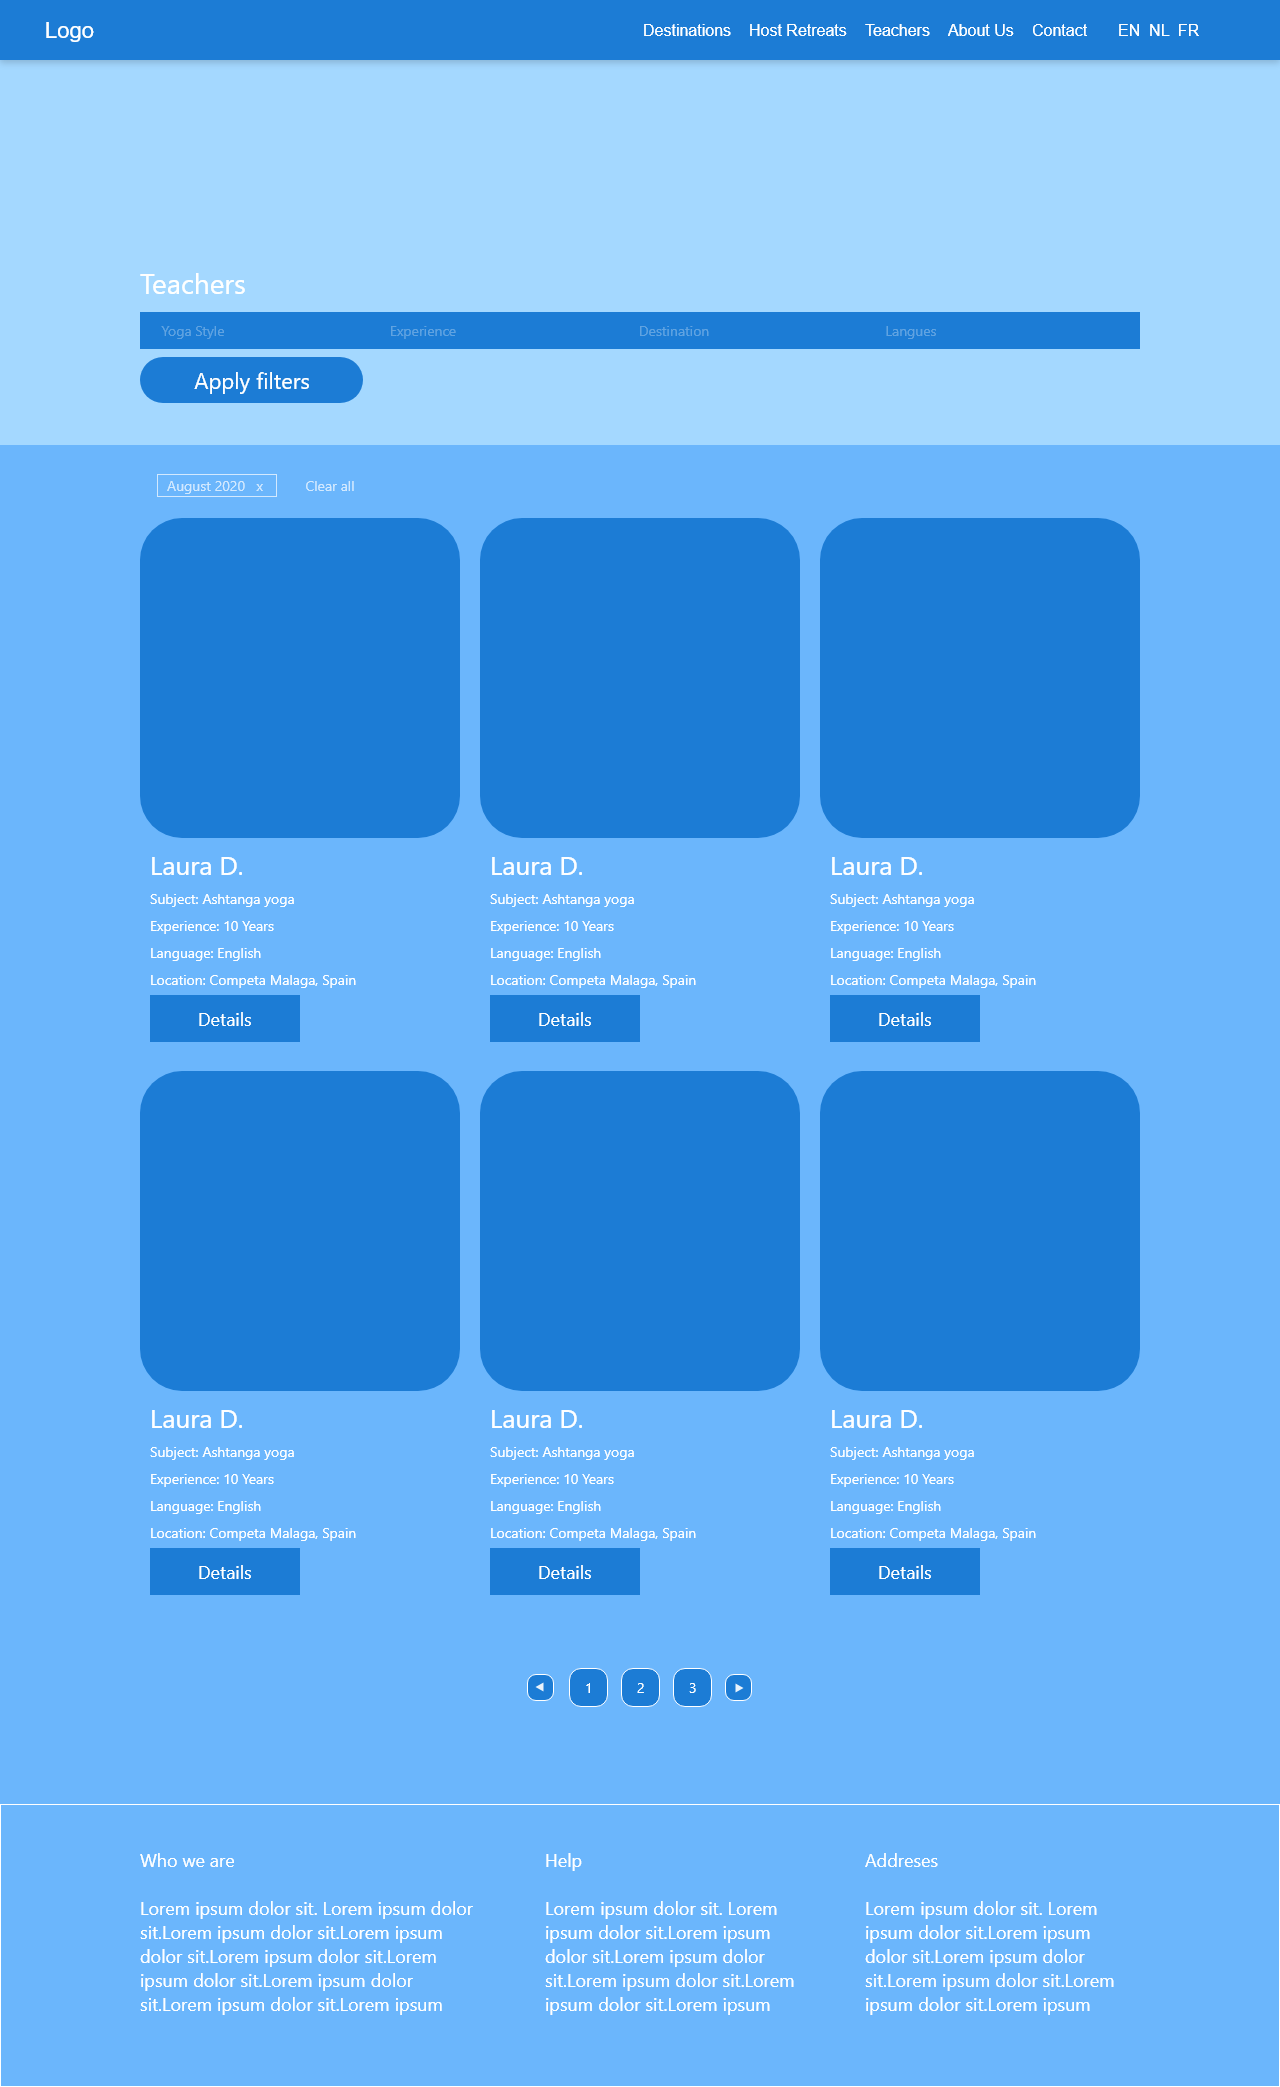 Logo Destinations Host Retreats Teachers About Us Contact EN NL FR
Teachers
Yoga Style Experience Destination Langues
Apply filters
August 2020 x Clear all
Laura D. Laura D. Laura D.
Subject: Ashtanga yoga Subject: Ashtanga yoga Subject: Ashtanga yoga
Experience: 10 Years Experience: 10 Years Experience: 10 Years
Language: English Language: English Language: English
Location: Competa Malaga, Spain Location: Competa Malaga, Spain Location: Competa Malaga, Spain
Details Details Details
Laura D. Laura D. Laura D.
Subject: Ashtanga yoga Subject: Ashtanga yoga Subject: Ashtanga yoga
Experience: 10 Years Experience: 10 Years Experience: 10 Years
Language: English Language: English Language: English
Location: Competa Malaga, Spain Location: Competa Malaga, Spain Location: Competa Malaga, Spain
Details Details Details
1 2 3
Who we are
Lorem ipsum dolor sit. Lorem ipsum dolor
sit.Lorem ipsum dolor sit.Lorem ipsum
dolor sit.Lorem ipsum dolor sit.Lorem
ipsum dolor sit.Lorem ipsum dolor
sit.Lorem ipsum dolor sit.Lorem ipsum
Help
Lorem ipsum dolor sit. Lorem
ipsum dolor sit.Lorem ipsum
dolor sit.Lorem ipsum dolor
sit.Lorem ipsum dolor sit.Lorem
ipsum dolor sit.Lorem ipsum
Addreses
Lorem ipsum dolor sit. Lorem
ipsum dolor sit.Lorem ipsum
dolor sit.Lorem ipsum dolor
sit.Lorem ipsum dolor sit.Lorem
ipsum dolor sit.Lorem ipsum